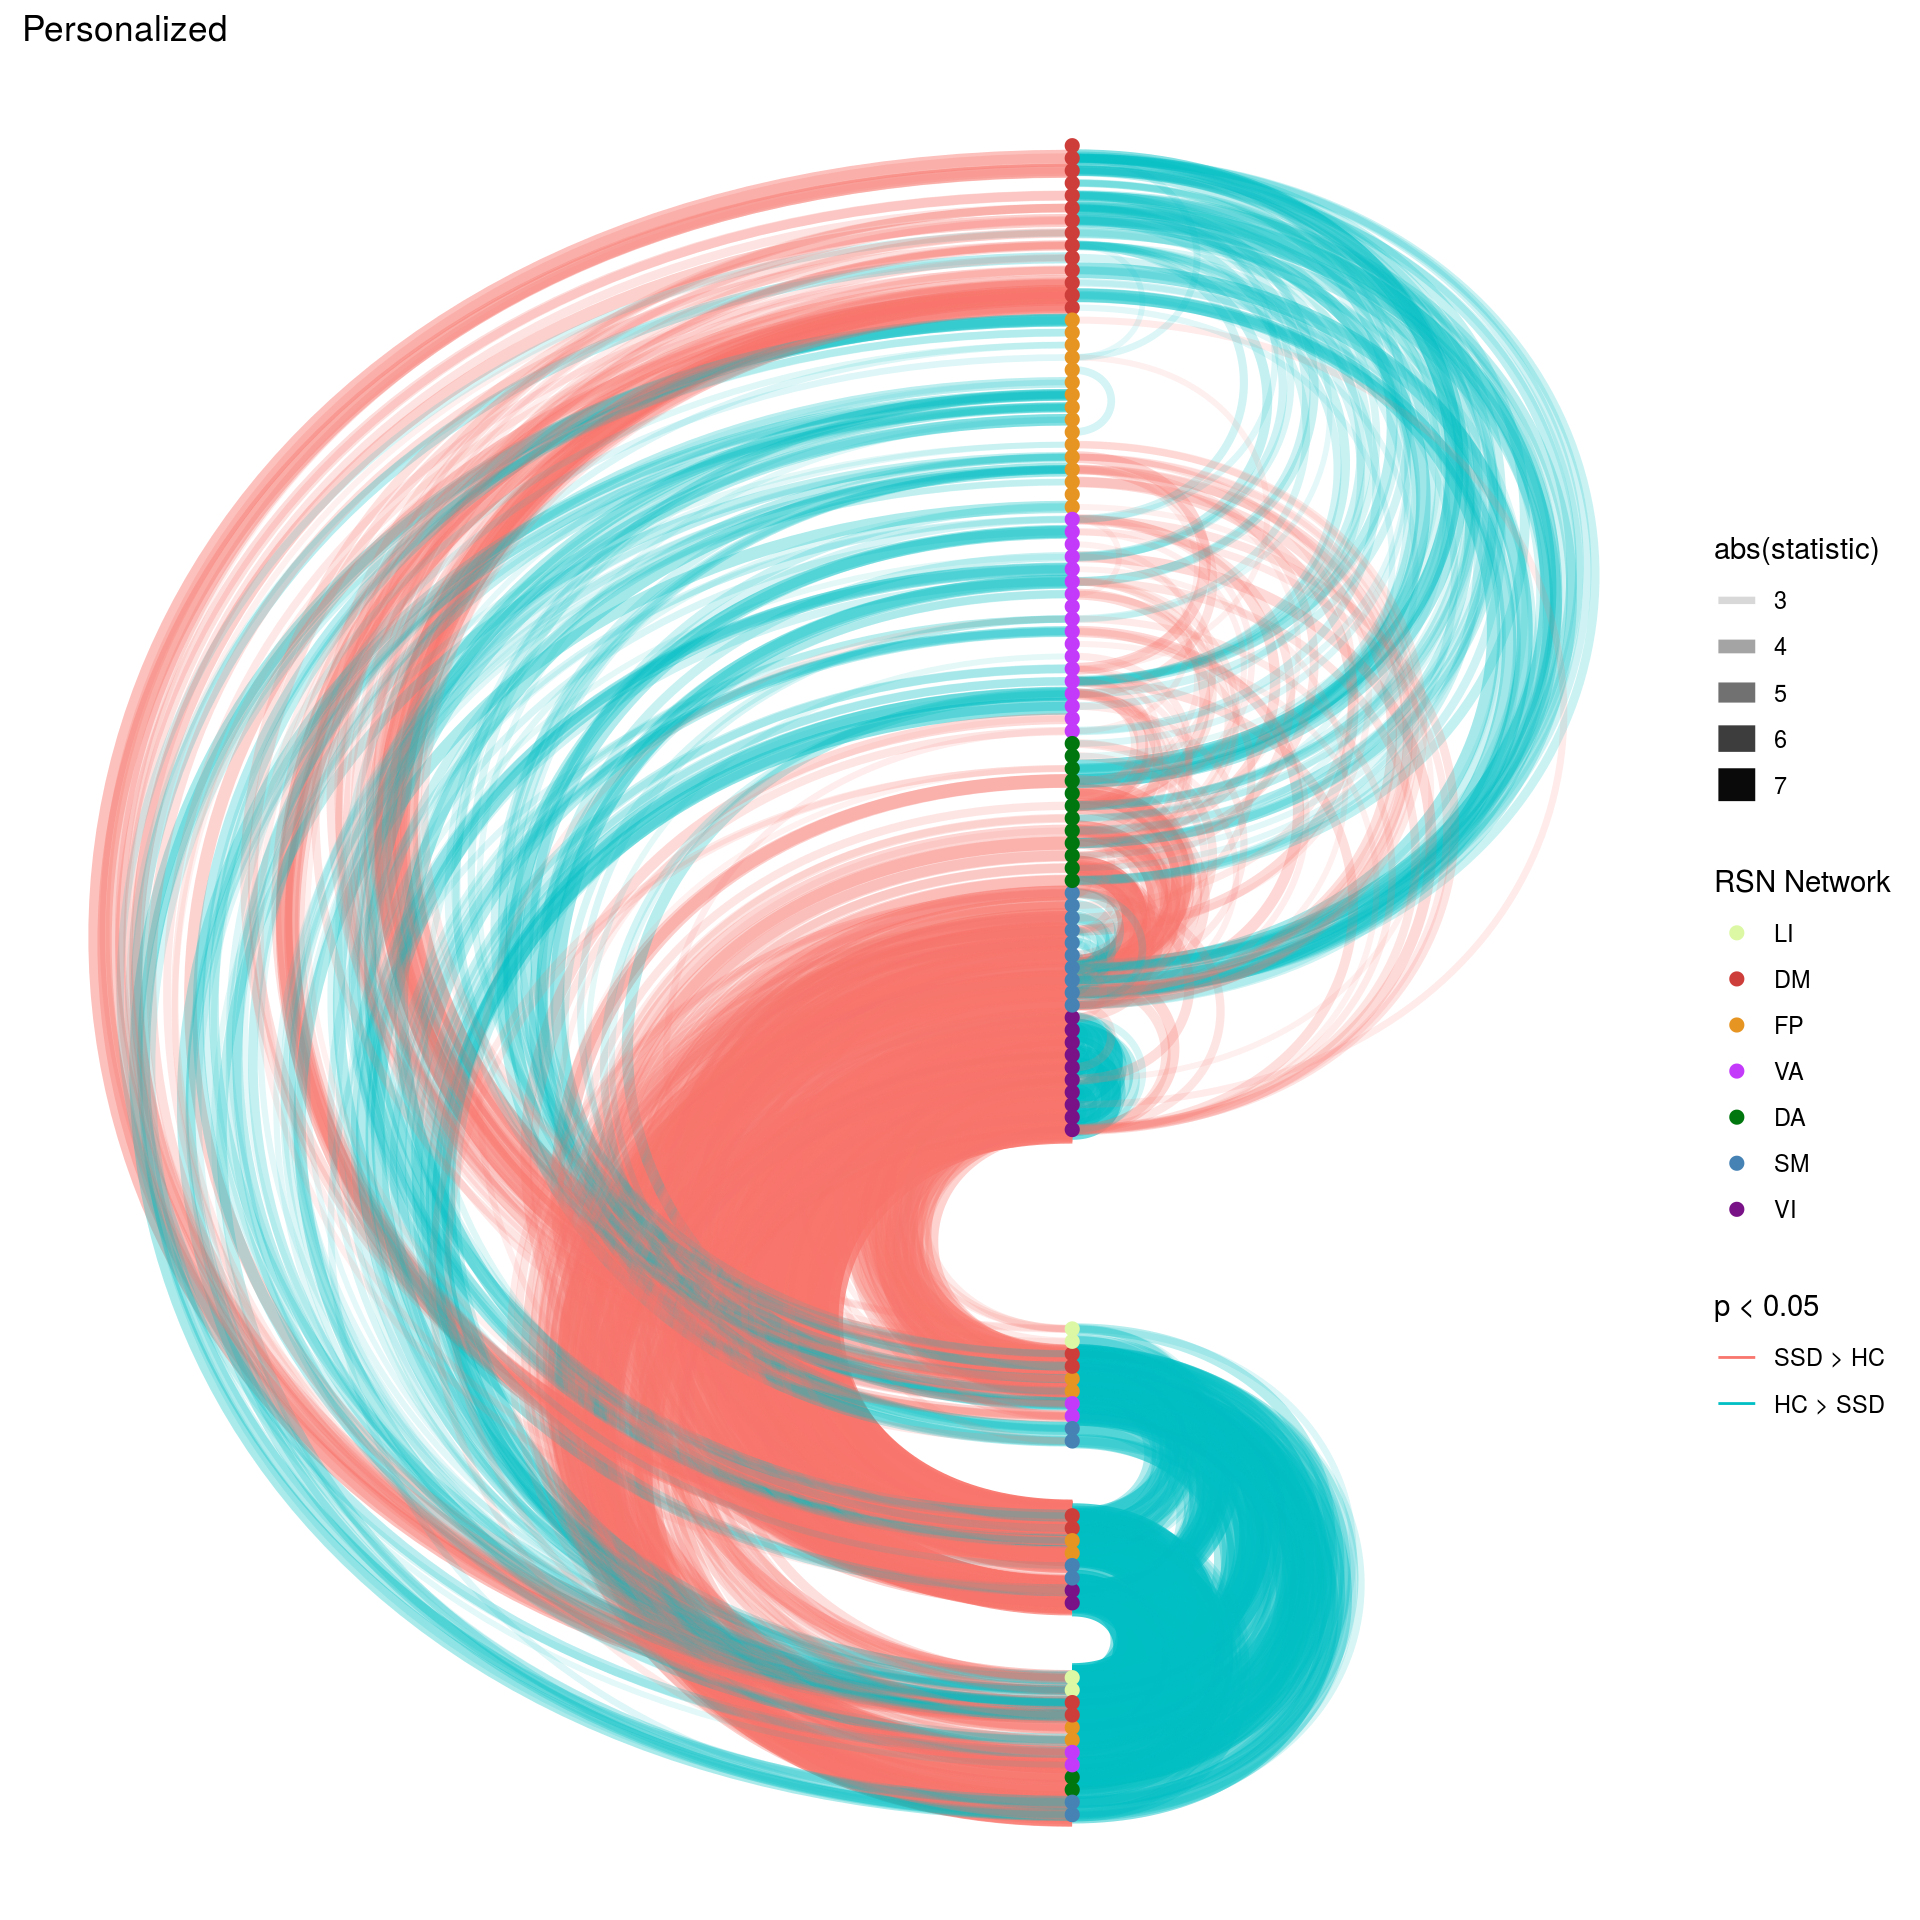 Personalized
abs(statistic)
3
4
5
6
7
RSN Network
LI
DM
FP
VA
DA
SM
VI
p < 0.05
SSD > HC
HC > SSD